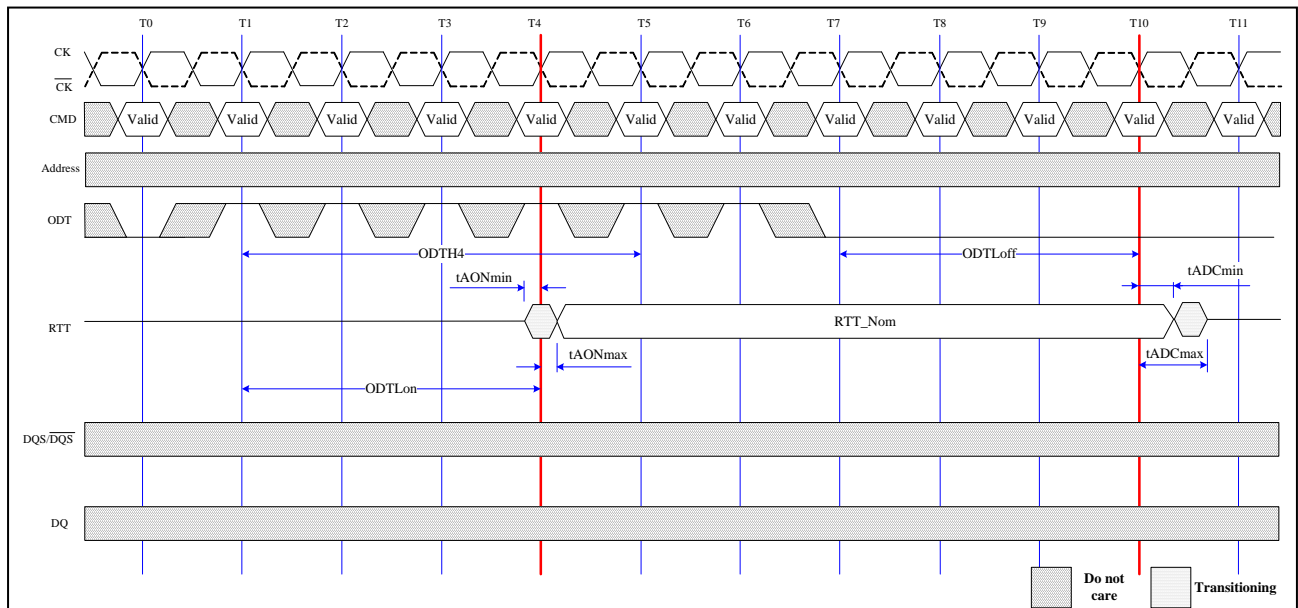 T0 T1 T2 T3 T4 T5 T6 T7 T8 T9 T10 T11
CK
CK
CMD Valid Valid Valid Valid Valid Valid Valid Valid Valid Valid Valid Valid
Address
ODT
ODTH4 ODTLoff
tAONmin tADCmin
RTT RTT_Nom
tAONmax tADCmax
ODTLon
DQS/DQS
DQ
Do not Transitioning
care